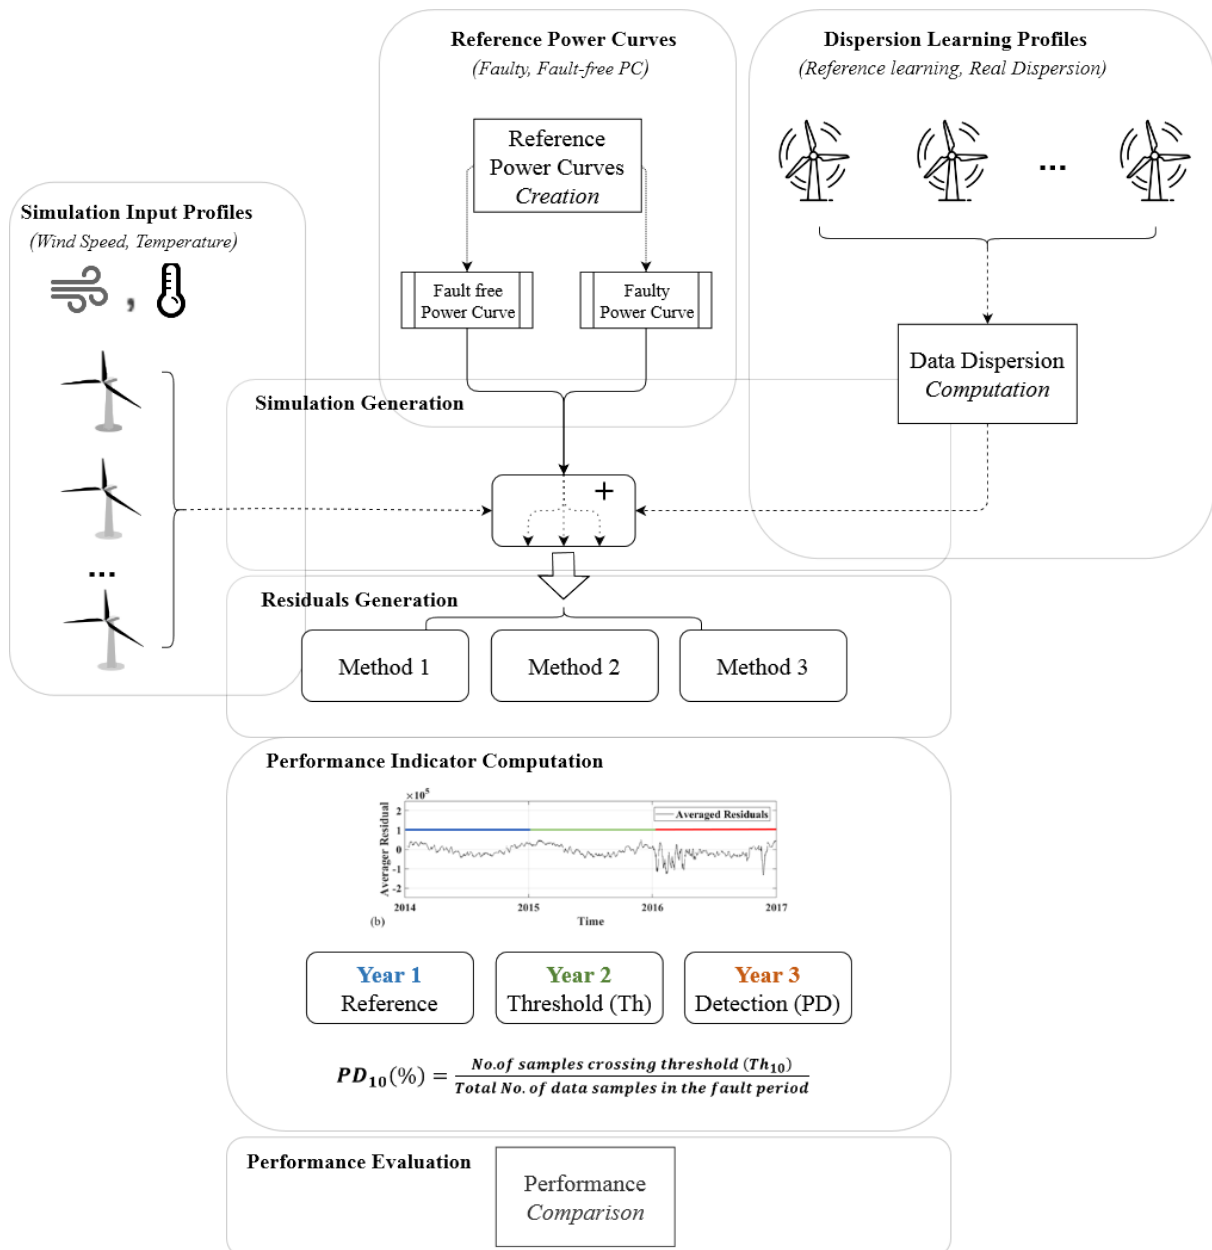 Reference Power Curves
(Faulty, Fault-free PC)
Dispersion Learning Profiles
(Reference learning, Real Dispersion)
Reference
Power Curves
Creation
...
Simulation Input Profiles
(Wind Speed, Temperature)
,
Fault free
Power Curve
Faulty
Power Curve
Data Dispersion
Computation
Simulation Generation
+
...
Residuals Generation
Method 1
Method 2
Method 3
Performance Indicator Computation
×10⁵
Averager Residual
2
1
0
-1
-2
Averaged Residuals
2014
2015
2016
2017
(b)
Time
Year 1
Reference
Year 2
Threshold (Th)
Year 3
Detection (PD)
PD₁₀(%) = No.of samples crossing threshold (Th₁₀) / Total No. of data samples in the fault period
Performance Evaluation
Performance
Comparison